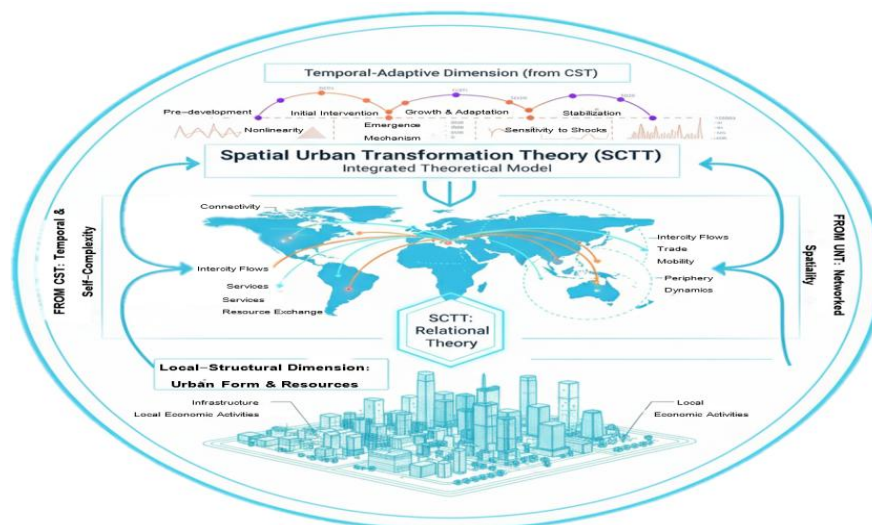 Temporal-Adaptive Dimension (from CST)
Pre-development
Initial Intervention
Growth & Adaptation
Stabilization
Nonlinearity
Emergence
Mechanism
Sensitivity to Shocks
Spatial Urban Transformation Theory (SCTT)
Integrated Theoretical Model
FROM CST: Temporal &
Self-Complexity
FROM UNT: Networked
Spatiality
Connectivity
Intercity Flows
Services
Services
Resource Exchange
Intercity Flows
Trade
Mobility
Periphery
Dynamics
SCTT:
Relational
Theory
Local-Structural Dimension:
Urban Form & Resources
Infrastructure
Local Economic Activities
Local
Economic Activities